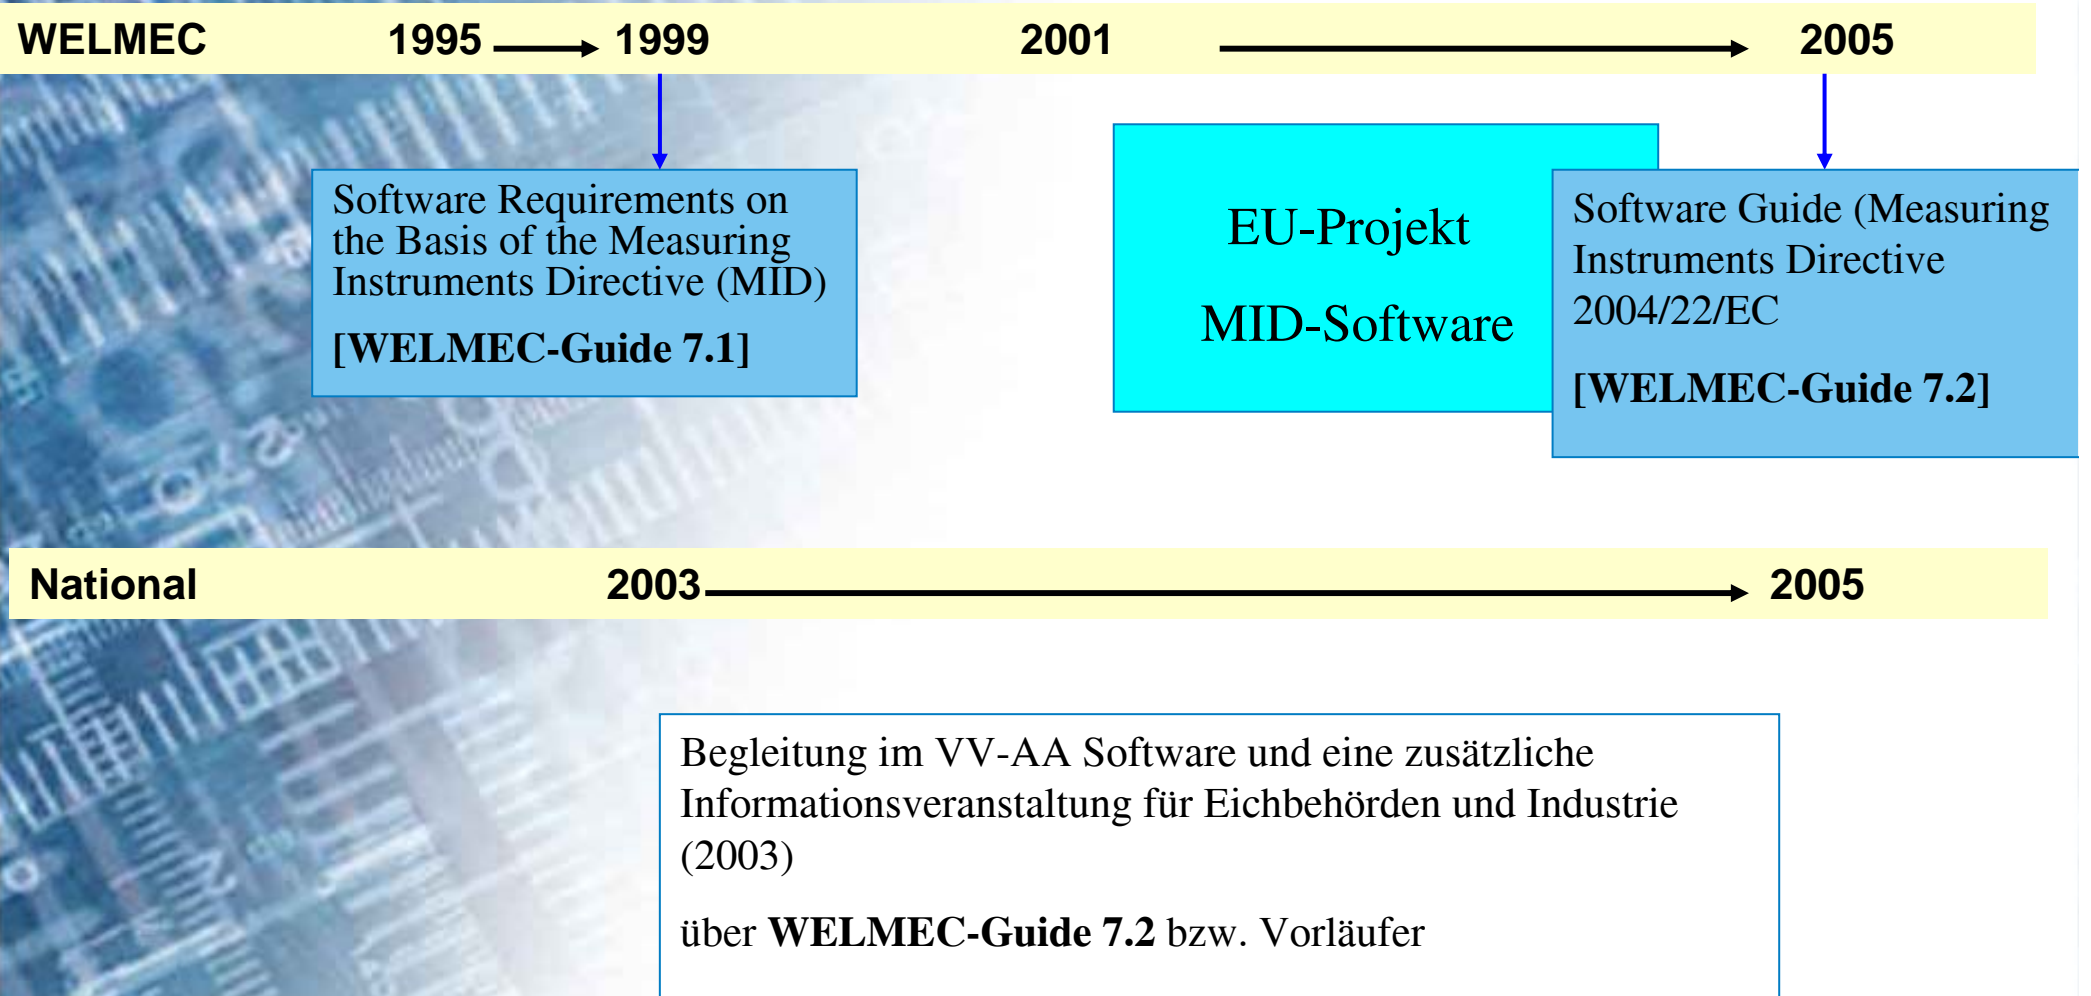 WELMEC 1995 1999 2001 2005
Software Requirements on
the Basis of the Measuring
Instruments Directive (MID)
[WELMEC-Guide 7.1]
EU-Projekt
MID-Software
Software Guide (Measuring
Instruments Directive
2004/22/EC
[WELMEC-Guide 7.2]
National 2003 2005
Begleitung im VV-AA Software und eine zusätzliche
Informationsveranstaltung für Eichbehörden und Industrie
(2003)
über WELMEC-Guide 7.2 bzw. Vorläufer